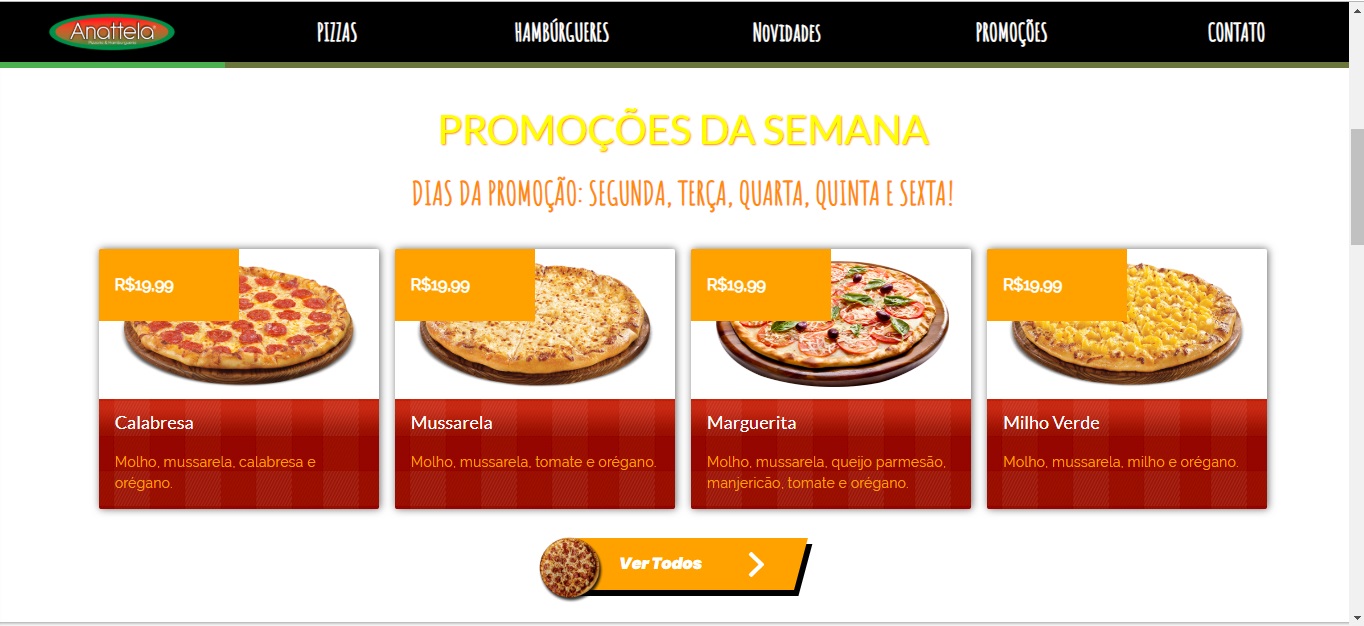 Anattela
PIZZAS
HAMBÚRGUERES
Novidades
PROMOÇÕES
CONTATO
PROMOÇÕES DA SEMANA
DIAS DA PROMOÇÃO: SEGUNDA, TERÇA, QUARTA, QUINTA E SEXTA!
R$19,99
R$19,99
R$19,99
R$19,99
Calabresa
Molho, mussarela, calabresa e
orégano.
Mussarela
Molho, mussarela, tomate e orégano.
Marguerita
Molho, mussarela, queijo parmesão,
manjericão, tomate e orégano.
Milho Verde
Molho, mussarela, milho e orégano.
Ver Todos